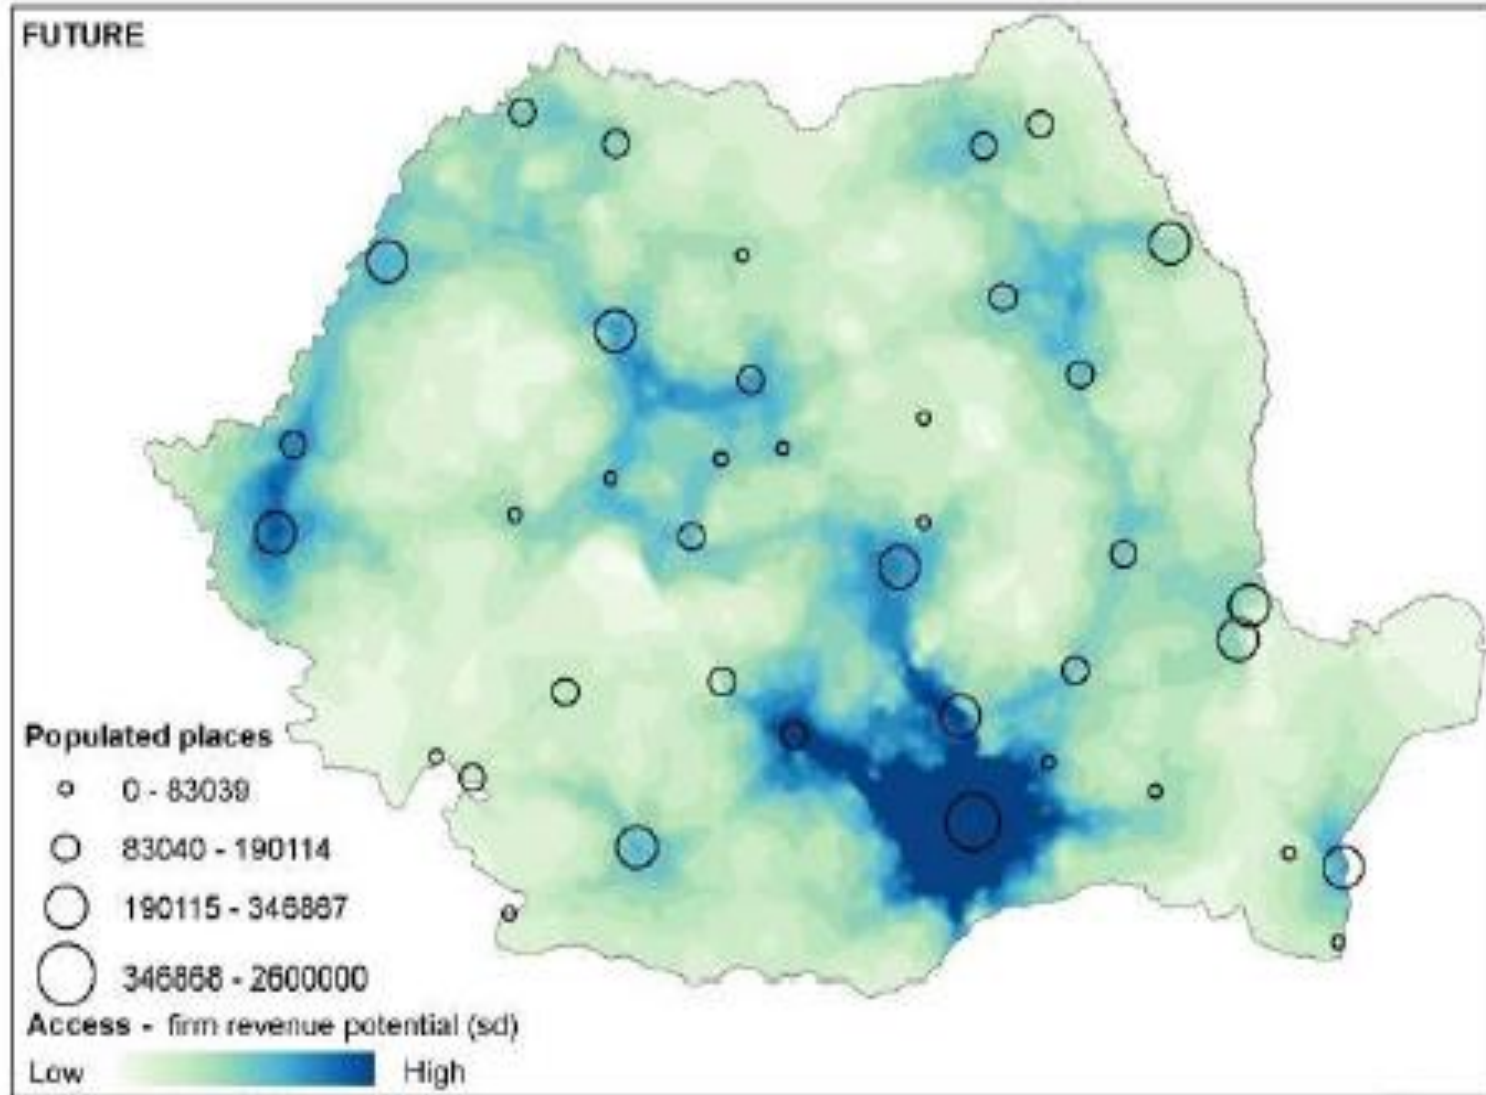 FUTURE
Populated places
0 - 83039
83040 - 190114
190115 - 346867
346868 - 2600000
Access - firm revenue potential (sd)
Low High